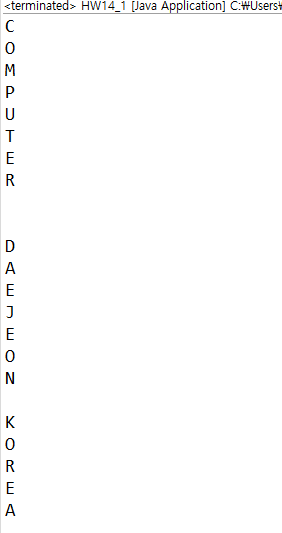 <terminated> HW14_1 [Java Application] C:₩Users₩
C
O
M
P
U
T
E
R
D
A
E
J
E
O
N
K
O
R
E
A